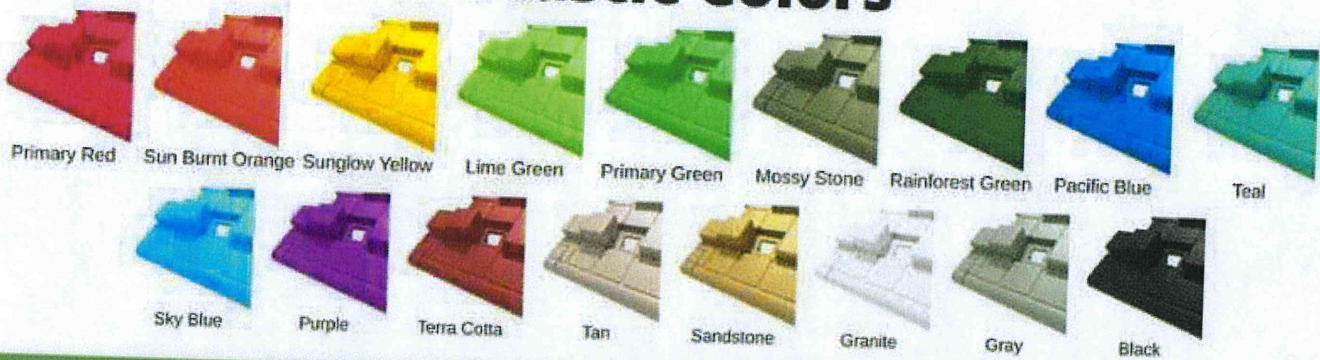 Colors
Primary Red Sun Burnt Orange Sunglow Yellow Lime Green Primary Green Mossy Stone Rainforest Green Pacific Blue Teal
Sky Blue Purple Terra Cotta Tan Sandstone Granite Gray Black